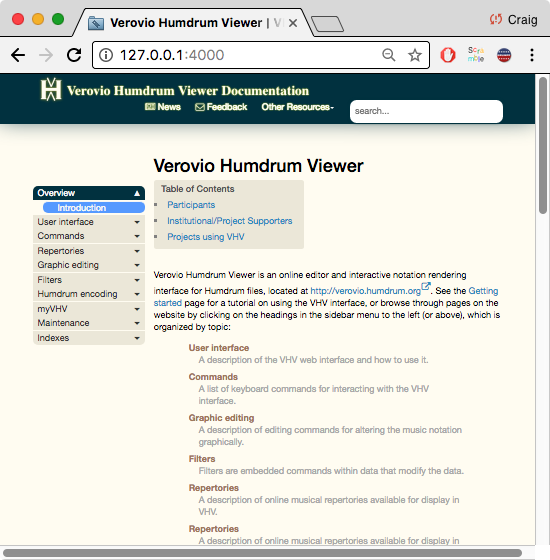 Verovio Humdrum Viewer | V
Craig
127.0.0.1:4000
Verovio Humdrum Viewer Documentation
News Feedback Other Resources
search...
Verovio Humdrum Viewer
Overview
Introduction
User interface
Commands
Repertories
Graphic editing
Filters
Humdrum encoding
myVHV
Maintenance
Indexes
Table of Contents
Participants
Institutional/Project Supporters
Projects using VHV
Verovio Humdrum Viewer is an online editor and interactive notation rendering
interface for Humdrum files, located at http://verovio.humdrum.org. See the Getting
started page for a tutorial on using the VHV interface, or browse through pages on the
website by clicking on the headings in the sidebar menu to the left (or above), which is
organized by topic:
User interface
A description of the VHV web interface and how to use it.
Commands
A list of keyboard commands for interacting with the VHV
interface.
Graphic editing
A description of editing commands for altering the music notation
graphically.
Filters
Filters are embedded commands within data that modify the data.
Repertories
A description of online musical repertories available for display in
VHV.
Repertories
A description of online musical repertories available for display in